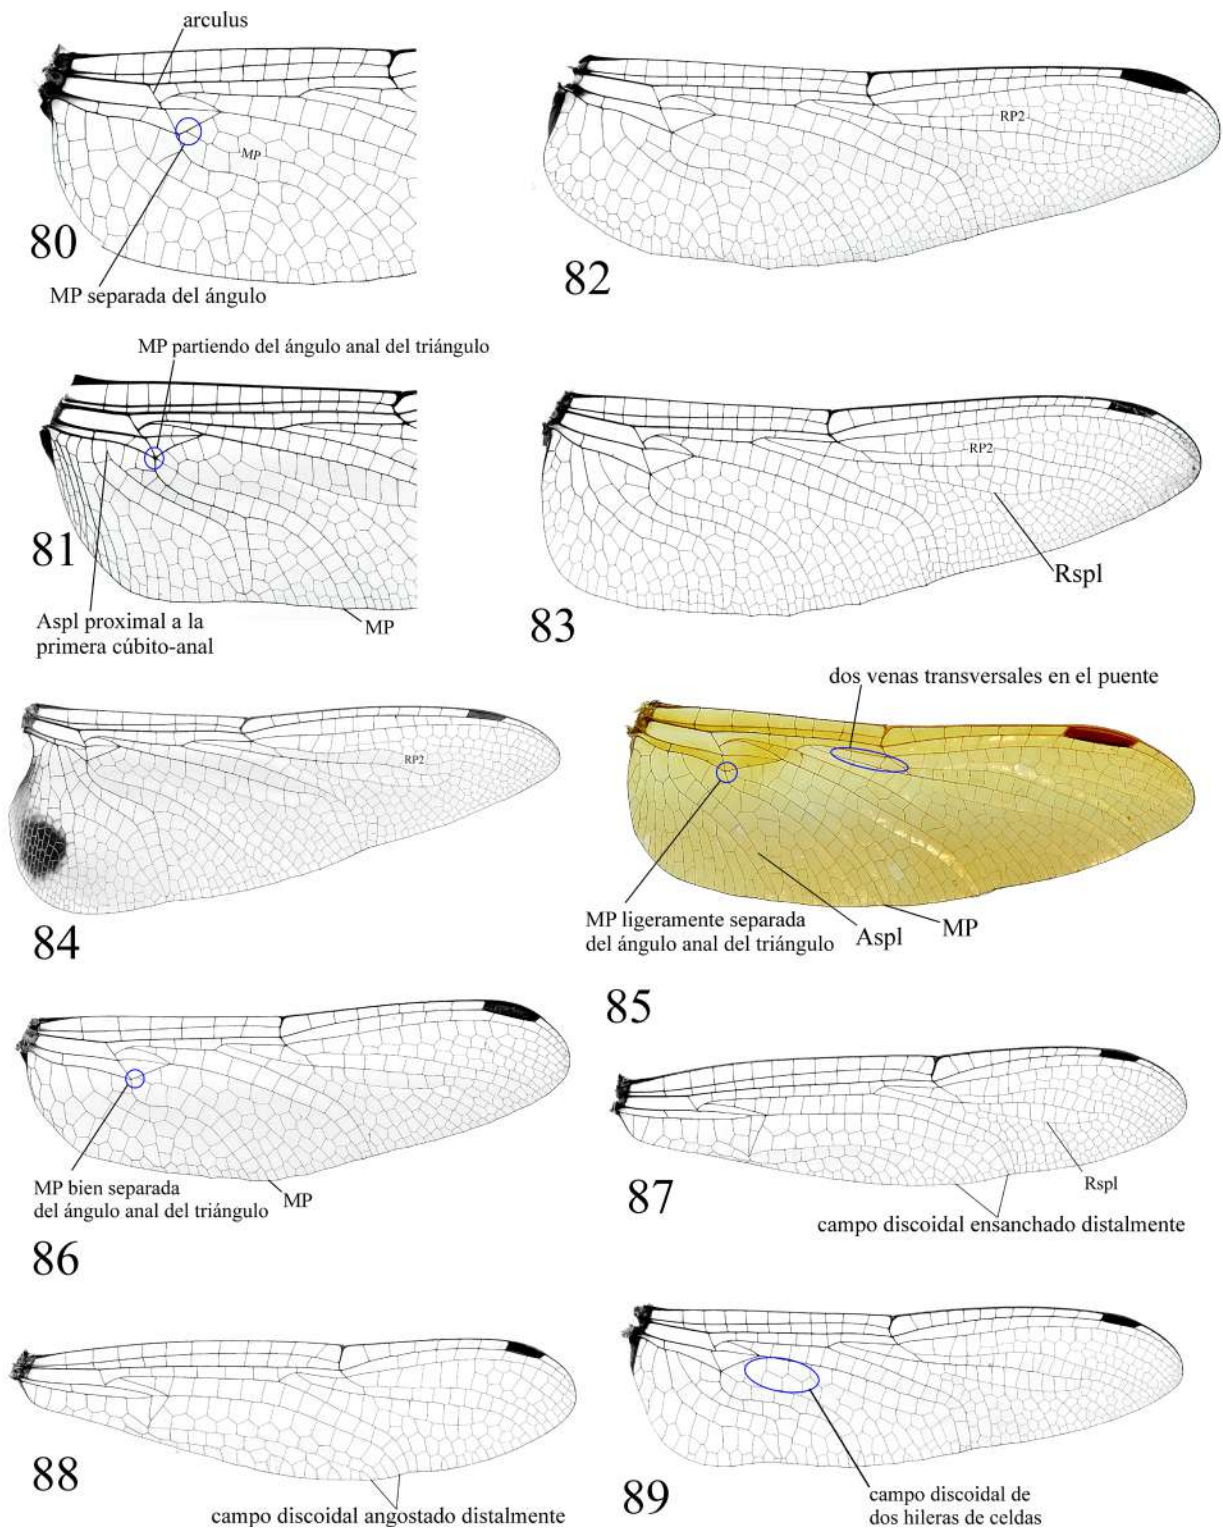 arculus
MP
80
MP separada del ángulo
RP2
82
MP partiendo del ángulo anal del triángulo
81
Aspl proximal a la
primera cúbito-anal
MP
RP2
Rspl
83
RP2
84
dos venas transversales en el puente
MP ligeramente separada
del ángulo anal del triángulo
Aspl
MP
85
MP bien separada
del ángulo anal del triángulo
MP
86
Rspl
87
campo discoidal ensanchado distalmente
88
campo discoidal angostado distalmente
89
campo discoidal de
dos hileras de celdas